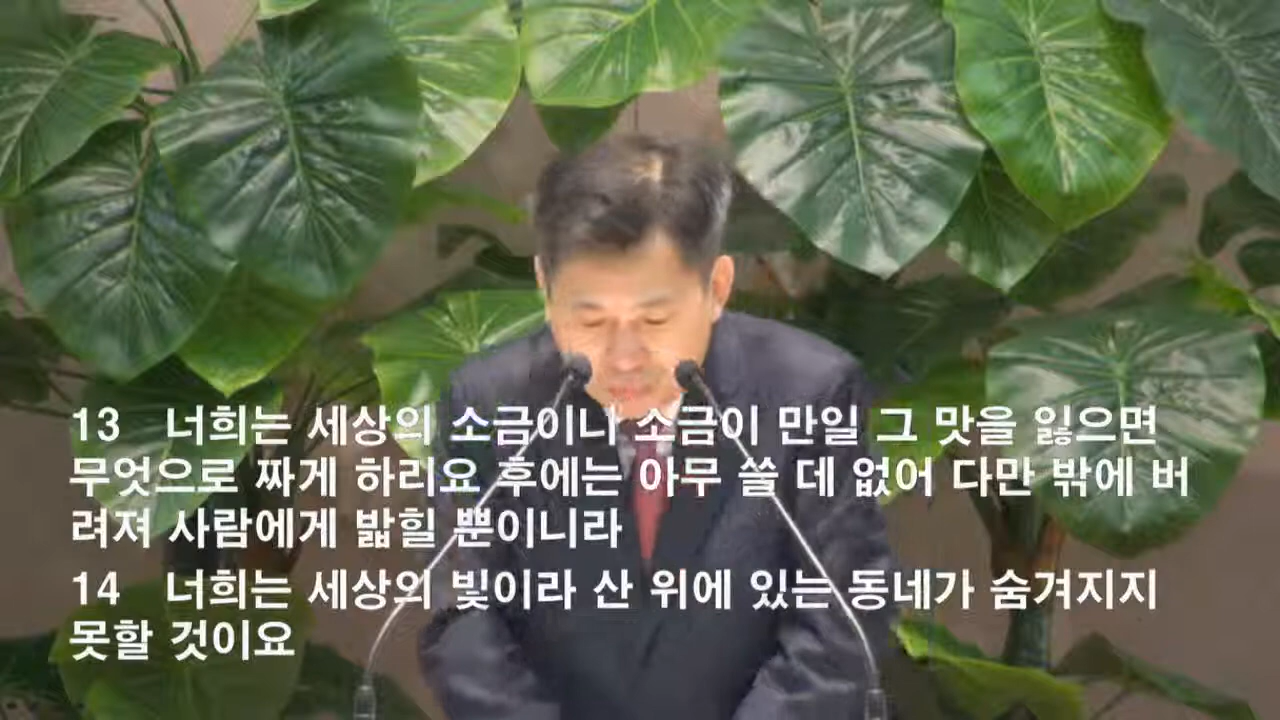 13 너희는 세상의 소금이니 소금이 만일 그 맛을 잃으면
무엇으로 짜게 하리요 후에는 아무 쓸 데 없어 다만 밖에 버
려져 사람에게 밟힐 뿐이니라
14 너희는 세상의 빛이라 산 위에 있는 동네가 숨겨지지
못할 것이요